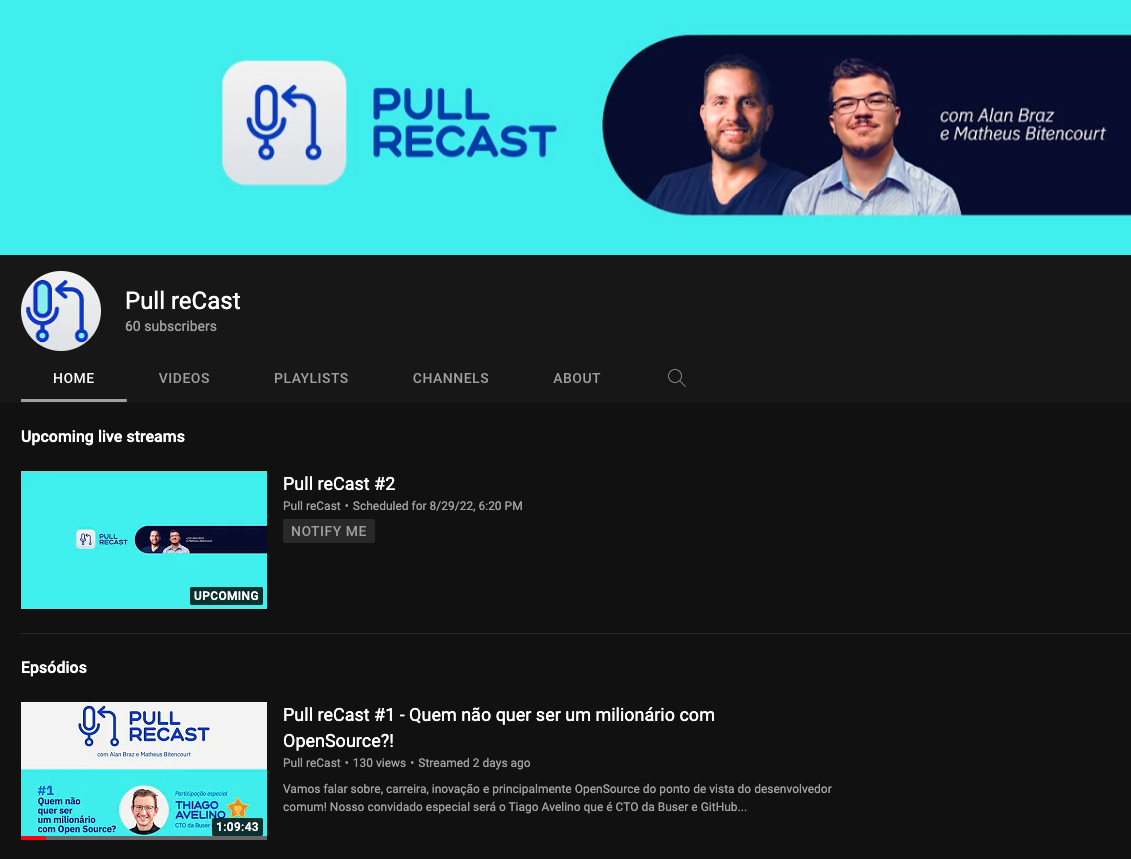 PULL
RECAST
com Alan Braz
e Matheus Bitencourt
Pull reCast
60 subscribers
HOME VIDEOS PLAYLISTS CHANNELS ABOUT
Upcoming live streams
PULL
RECAST
com Alan Braz
e Matheus Bitencourt
UPCOMING
Pull reCast #2
Pull reCast • Scheduled for 8/29/22, 6:20 PM
NOTIFY ME
Epsódios
PULL
RECAST
com Alan Braz e Matheus Bitencourt
#1
Quem não
quer ser
um milionário
com Open Source?
Participação especial
THIAGO
AVELINO
CTO da Buser
1:09:43
Pull reCast #1 - Quem não quer ser um milionário com
OpenSource?!
Pull reCast • 130 views • Streamed 2 days ago
Vamos falar sobre, carreira, inovação e principalmente OpenSource do ponto de vista do desenvolvedor
comum! Nosso convidado especial será o Tiago Avelino que é CTO da Buser e GitHub...